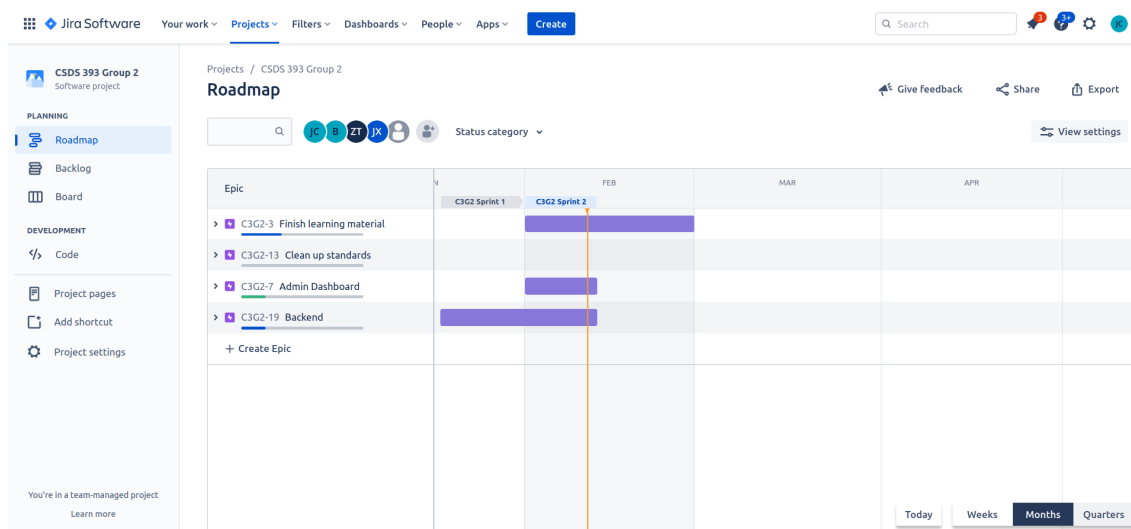 Jira Software Your work Projects Filters Dashboards People Apps Create Search 3 3+ JC
CSDS 393 Group 2
Software project
PLANNING
Roadmap
Backlog
Board
DEVELOPMENT
Code
Project pages
Add shortcut
Project settings
You're in a team-managed project
Learn more
Projects / CSDS 393 Group 2
Roadmap
Give feedback Share Export
JC B ZT JX Status category View settings
Epic
N FEB MAR APR
C3G2 Sprint 1 C3G2 Sprint 2
C3G2-3 Finish learning material
C3G2-13 Clean up standards
C3G2-7 Admin Dashboard
C3G2-19 Backend
+ Create Epic
Today Weeks Months Quarters